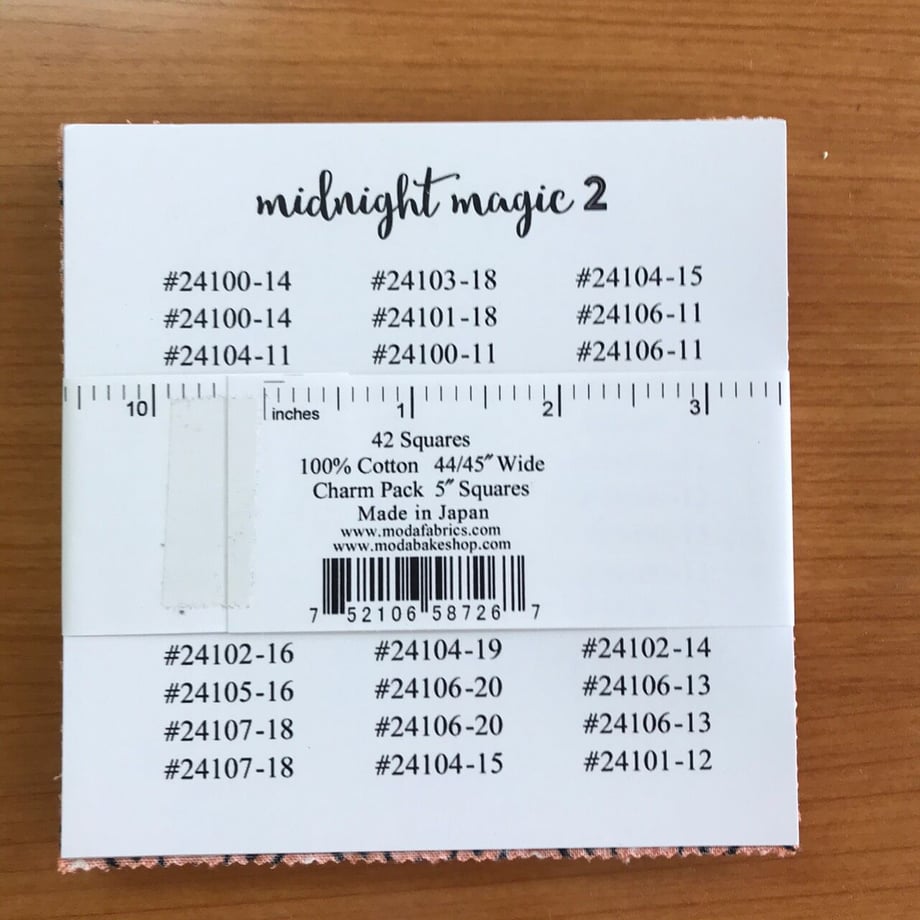 midnight magic 2
#24100-14 #24103-18 #24104-15
#24100-14 #24101-18 #24106-11
#24104-11 #24100-11 #24106-11
10 inches 1 2 3
42 Squares
100% Cotton 44/45″ Wide
Charm Pack 5″ Squares
Made in Japan
www.modafabrics.com
www.modabakeshop.com
7 52106 58726 7
#24102-16 #24104-19 #24102-14
#24105-16 #24106-20 #24106-13
#24107-18 #24106-20 #24106-13
#24107-18 #24104-15 #24101-12